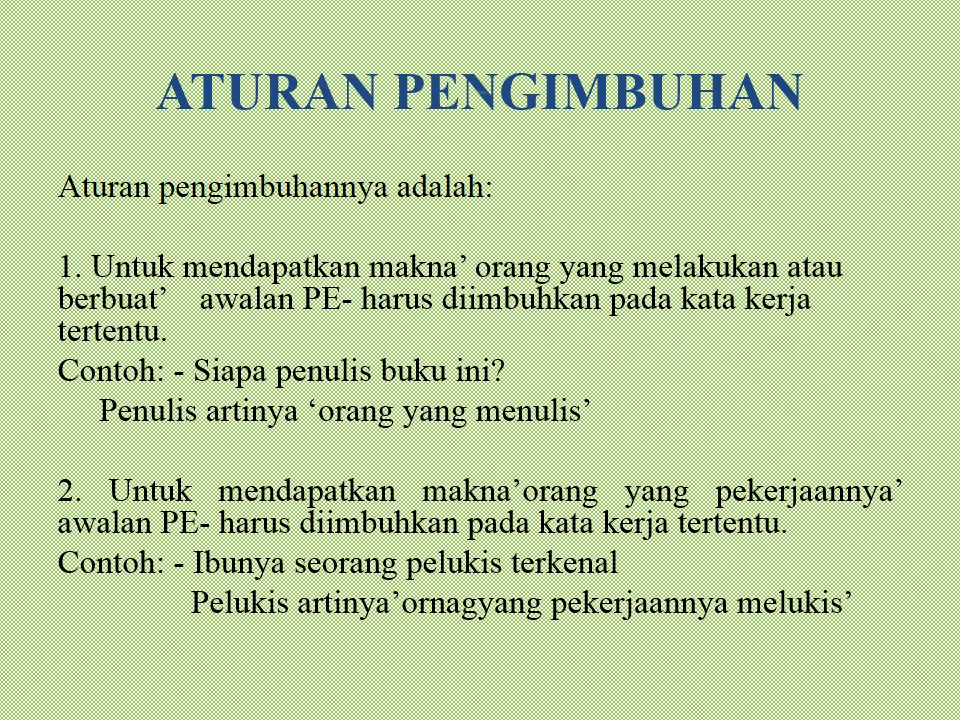 ATURAN PENGIMBUHAN
Aturan pengimbuhannya adalah:
1. Untuk mendapatkan makna’ orang yang melakukan atau
berbuat’ awalan PE- harus diimbuhkan pada kata kerja
tertentu.
Contoh: - Siapa penulis buku ini?
Penulis artinya ‘orang yang menulis’
2. Untuk mendapatkan makna’orang yang pekerjaannya’
awalan PE- harus diimbuhkan pada kata kerja tertentu.
Contoh: - Ibunya seorang pelukis terkenal
Pelukis artinya’ornagyang pekerjaannya melukis’